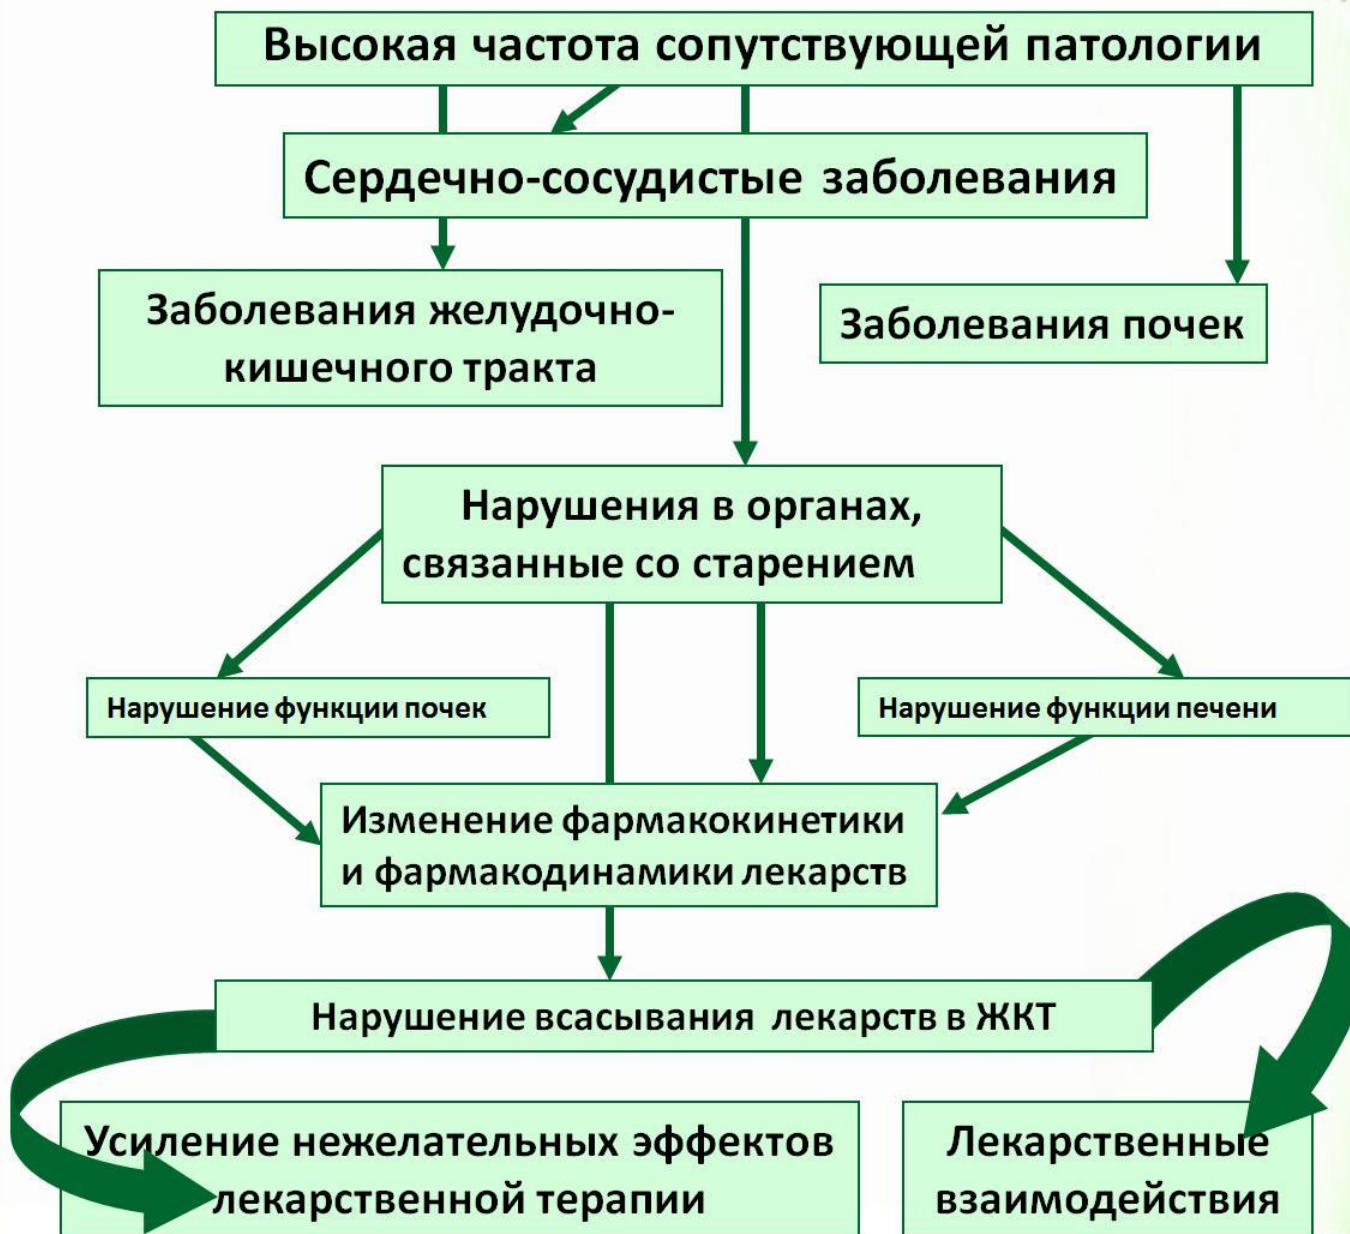 Высокая частота сопутствующей патологии
Сердечно-сосудистые заболевания
Заболевания желудочно-
кишечного тракта
Заболевания почек
Нарушения в органах,
связанные со старением
Нарушение функции почек
Нарушение функции печени
Изменение фармакокинетики
и фармакодинамики лекарств
Нарушение всасывания лекарств в ЖКТ
Усиление нежелательных эффектов
лекарственной терапии
Лекарственные
взаимодействия